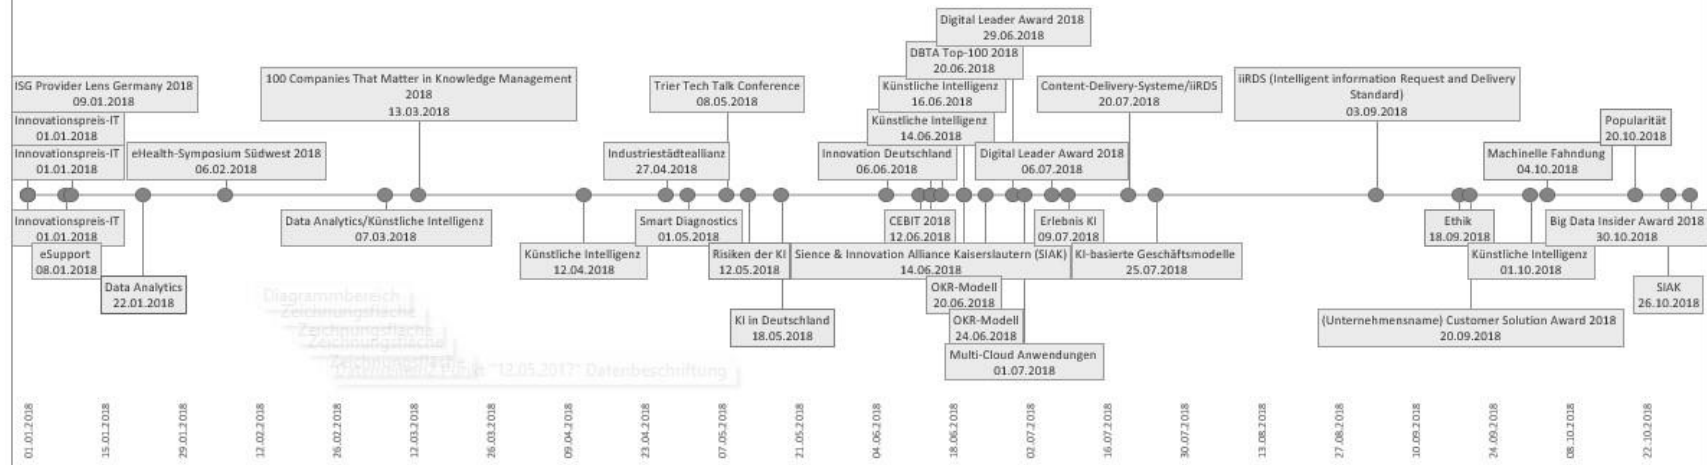 Digital Leader Award 2018
29.06.2018
DBTA Top-100 2018
20.06.2018
ISG Provider Lens Germany 2018
09.01.2018
100 Companies That Matter in Knowledge Management
2018
13.03.2018
Trier Tech Talk Conference
08.05.2018
Künstliche Intelligenz
16.06.2018
Content-Delivery-Systeme/iiRDS
20.07.2018
iiRDS (Intelligent information Request and Delivery
Standard)
03.09.2018
Innovationspreis-IT
01.01.2018
Künstliche Intelligenz
14.06.2018
Popularität
20.10.2018
Innovationspreis-IT
01.01.2018
eHealth-Symposium Südwest 2018
06.02.2018
Industriestädteallianz
27.04.2018
Innovation Deutschland
06.06.2018
Digital Leader Award 2018
06.07.2018
Machinelle Fahndung
04.10.2018
Innovationspreis-IT
01.01.2018
Data Analytics/Künstliche Intelligenz
07.03.2018
Smart Diagnostics
01.05.2018
CEBIT 2018
12.06.2018
Erlebnis KI
09.07.2018
Ethik
18.09.2018
Big Data Insider Award 2018
30.10.2018
eSupport
08.01.2018
Künstliche Intelligenz
12.04.2018
Risiken der KI
12.05.2018
Sience & Innovation Alliance Kaiserslautern (SIAK)
14.06.2018
KI-basierte Geschäftsmodelle
25.07.2018
Künstliche Intelligenz
01.10.2018
Data Analytics
22.01.2018
OKR-Modell
20.06.2018
SIAK
26.10.2018
Diagrammbereich
Zeichnungsfläche
Zeichnungsfläche
Zeichnungsfläche
Zeichnungsfläche
"12.05.2017" Datenbeschriftung
KI in Deutschland
18.05.2018
OKR-Modell
24.06.2018
(Unternehmensname) Customer Solution Award 2018
20.09.2018
Multi-Cloud Anwendungen
01.07.2018
01.01.2018
15.01.2018
29.01.2018
12.02.2018
26.02.2018
12.03.2018
26.03.2018
09.04.2018
23.04.2018
07.05.2018
21.05.2018
04.06.2018
18.06.2018
02.07.2018
16.07.2018
30.07.2018
13.08.2018
27.08.2018
10.09.2018
24.09.2018
08.10.2018
22.10.2018